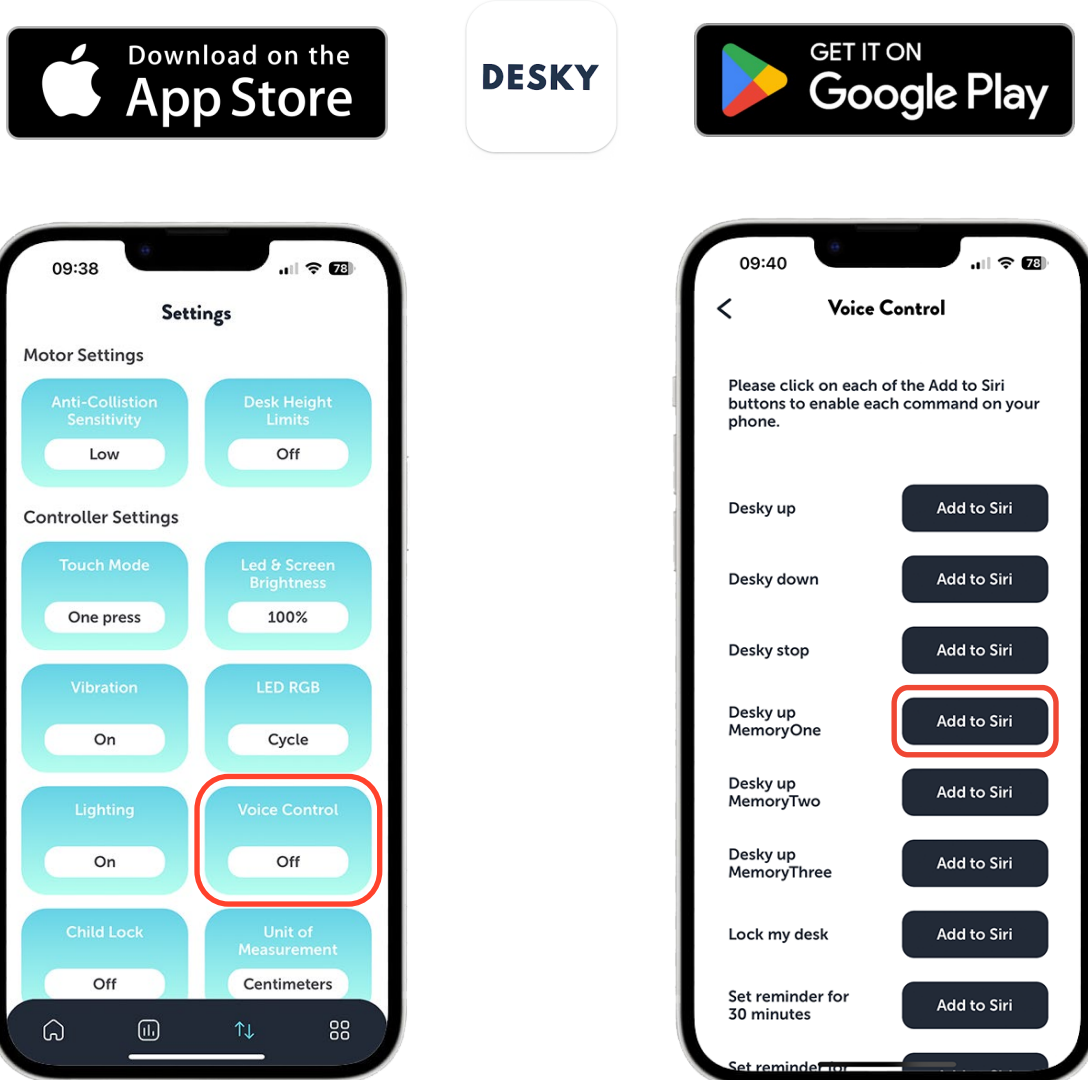 Download on the
App Store
DESKY
GET IT ON
Google Play
09:38
78
Settings
Motor Settings
Anti-Collistion
Sensitivity
Low
Desk Height
Limits
Off
Controller Settings
Touch Mode
One press
Led & Screen
Brightness
100%
Vibration
On
LED RGB
Cycle
Lighting
On
Voice Control
Off
Child Lock
Off
Unit of
Measurement
Centimeters
09:40
78
Voice Control
Please click on each of the Add to Siri
buttons to enable each command on your
phone.
Desky up
Add to Siri
Desky down
Add to Siri
Desky stop
Add to Siri
Desky up
MemoryOne
Add to Siri
Desky up
MemoryTwo
Add to Siri
Desky up
MemoryThree
Add to Siri
Lock my desk
Add to Siri
Set reminder for
30 minutes
Add to Siri
Set reminder for